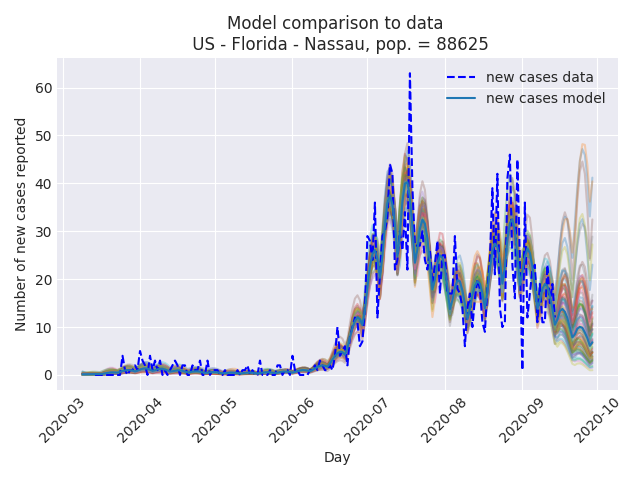 Model comparison to data
US - Florida - Nassau, pop. = 88625
new cases data
new cases model
Number of new cases reported
60
50
40
30
20
10
0
2020-03
2020-04
2020-05
2020-06
2020-07
2020-08
2020-09
2020-10
Day